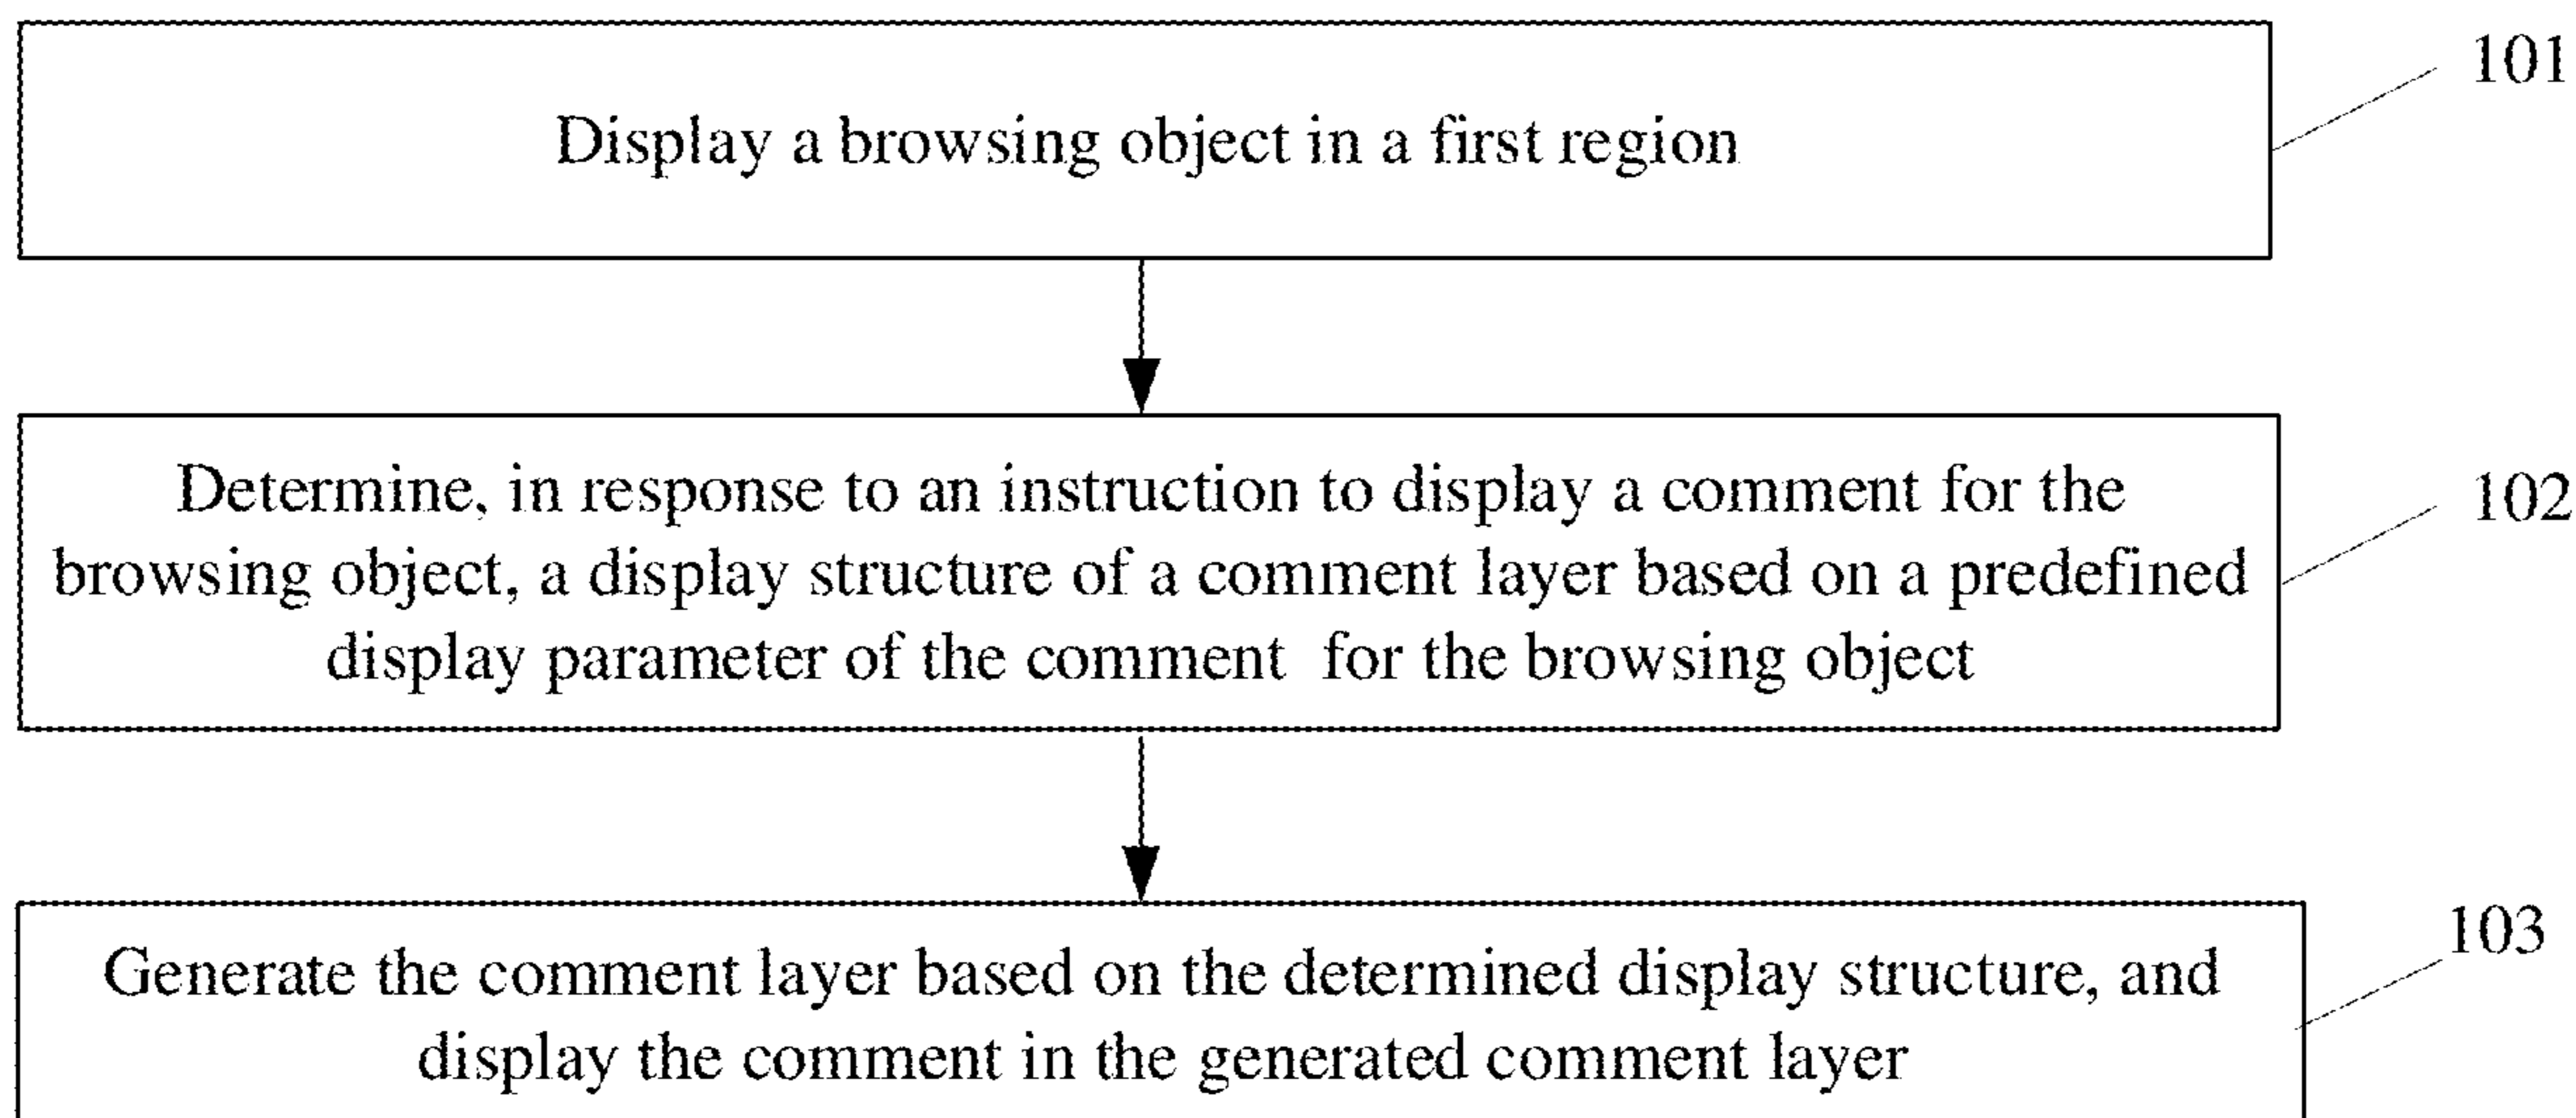 Display a browsing object in a first region
101
Determine, in response to an instruction to display a comment for the
browsing object, a display structure of a comment layer based on a predefined
display parameter of the comment for the browsing object
102
Generate the comment layer based on the determined display structure, and
display the comment in the generated comment layer
103